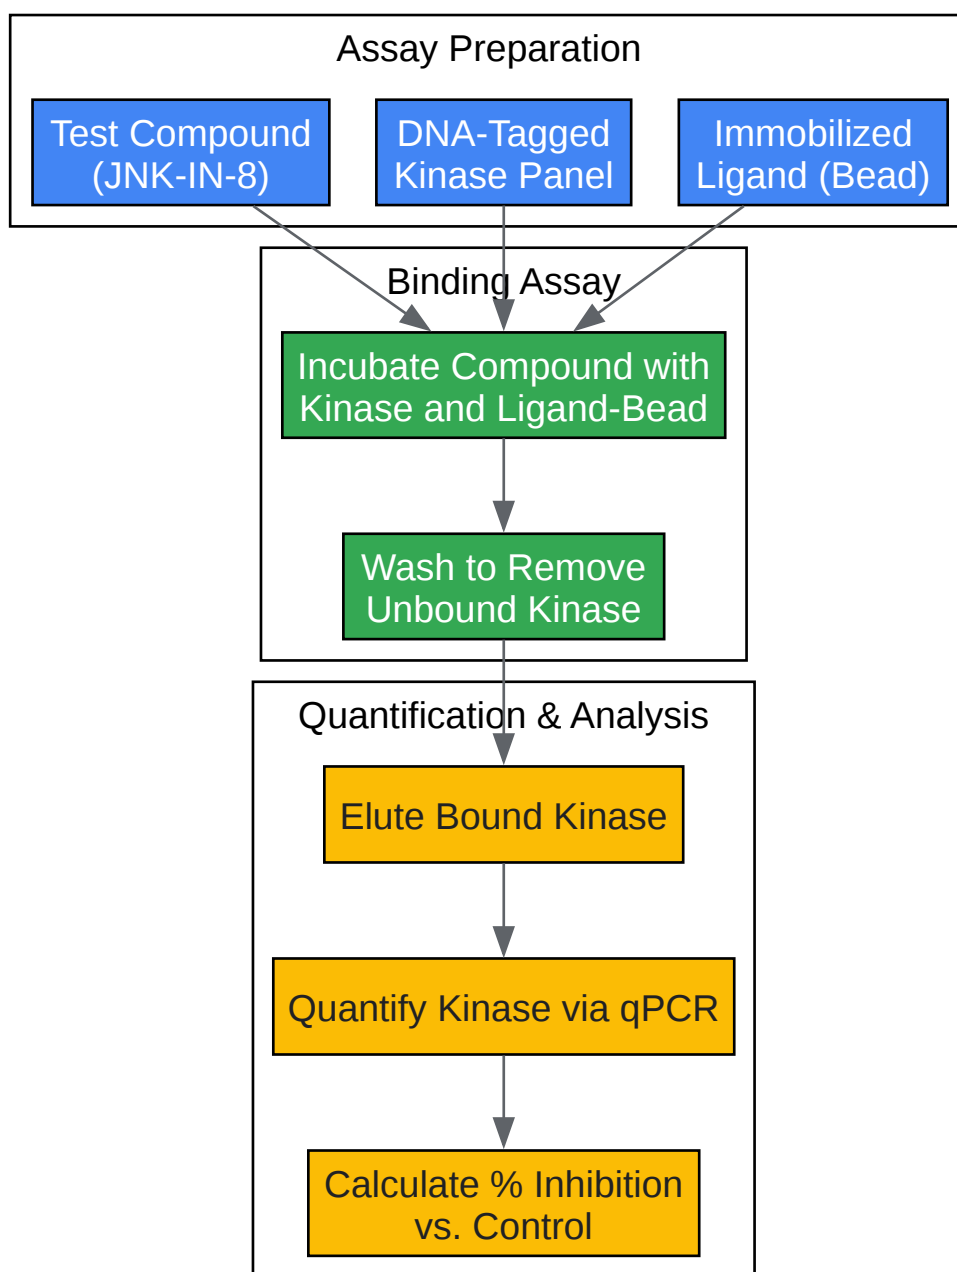 Assay Preparation
Test Compound
(JNK-IN-8)
DNA-Tagged
Kinase Panel
Immobilized
Ligand (Bead)
Binding Assay
Incubate Compound with
Kinase and Ligand-Bead
Wash to Remove
Unbound Kinase
Quantification & Analysis
Elute Bound Kinase
Quantify Kinase via qPCR
Calculate % Inhibition
vs. Control